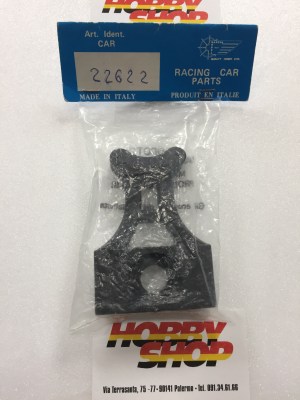 HOBBY
SHOP
Art. Ident.
CAR
22622
RACING CAR
PARTS
MADE IN ITALY
PRODUIT EN ITALIE
HOBBY
SHOP
Via Terrasanta, 75 -77- 90141 Palermo - Tel. 091.34.01.66